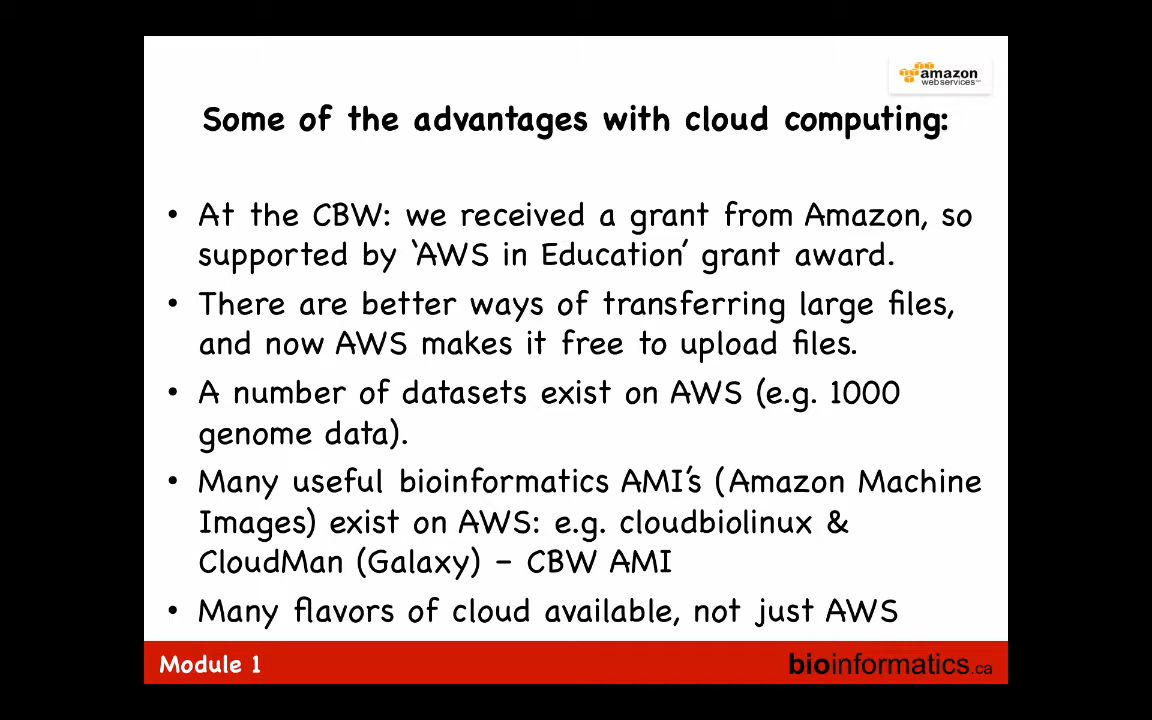 amazon
webservices
Some of the advantages with cloud computing:
• At the CBW: we received a grant from Amazon, so
supported by ‘AWS in Education’ grant award.
• There are better ways of transferring large files,
and now AWS makes it free to upload files.
• A number of datasets exist on AWS (e.g. 1000
genome data).
• Many useful bioinformatics AMI’s (Amazon Machine
Images) exist on AWS: e.g. cloudbiolinux &
CloudMan (Galaxy) – CBW AMI
• Many flavors of cloud available, not just AWS
Module 1
bioinformatics.ca